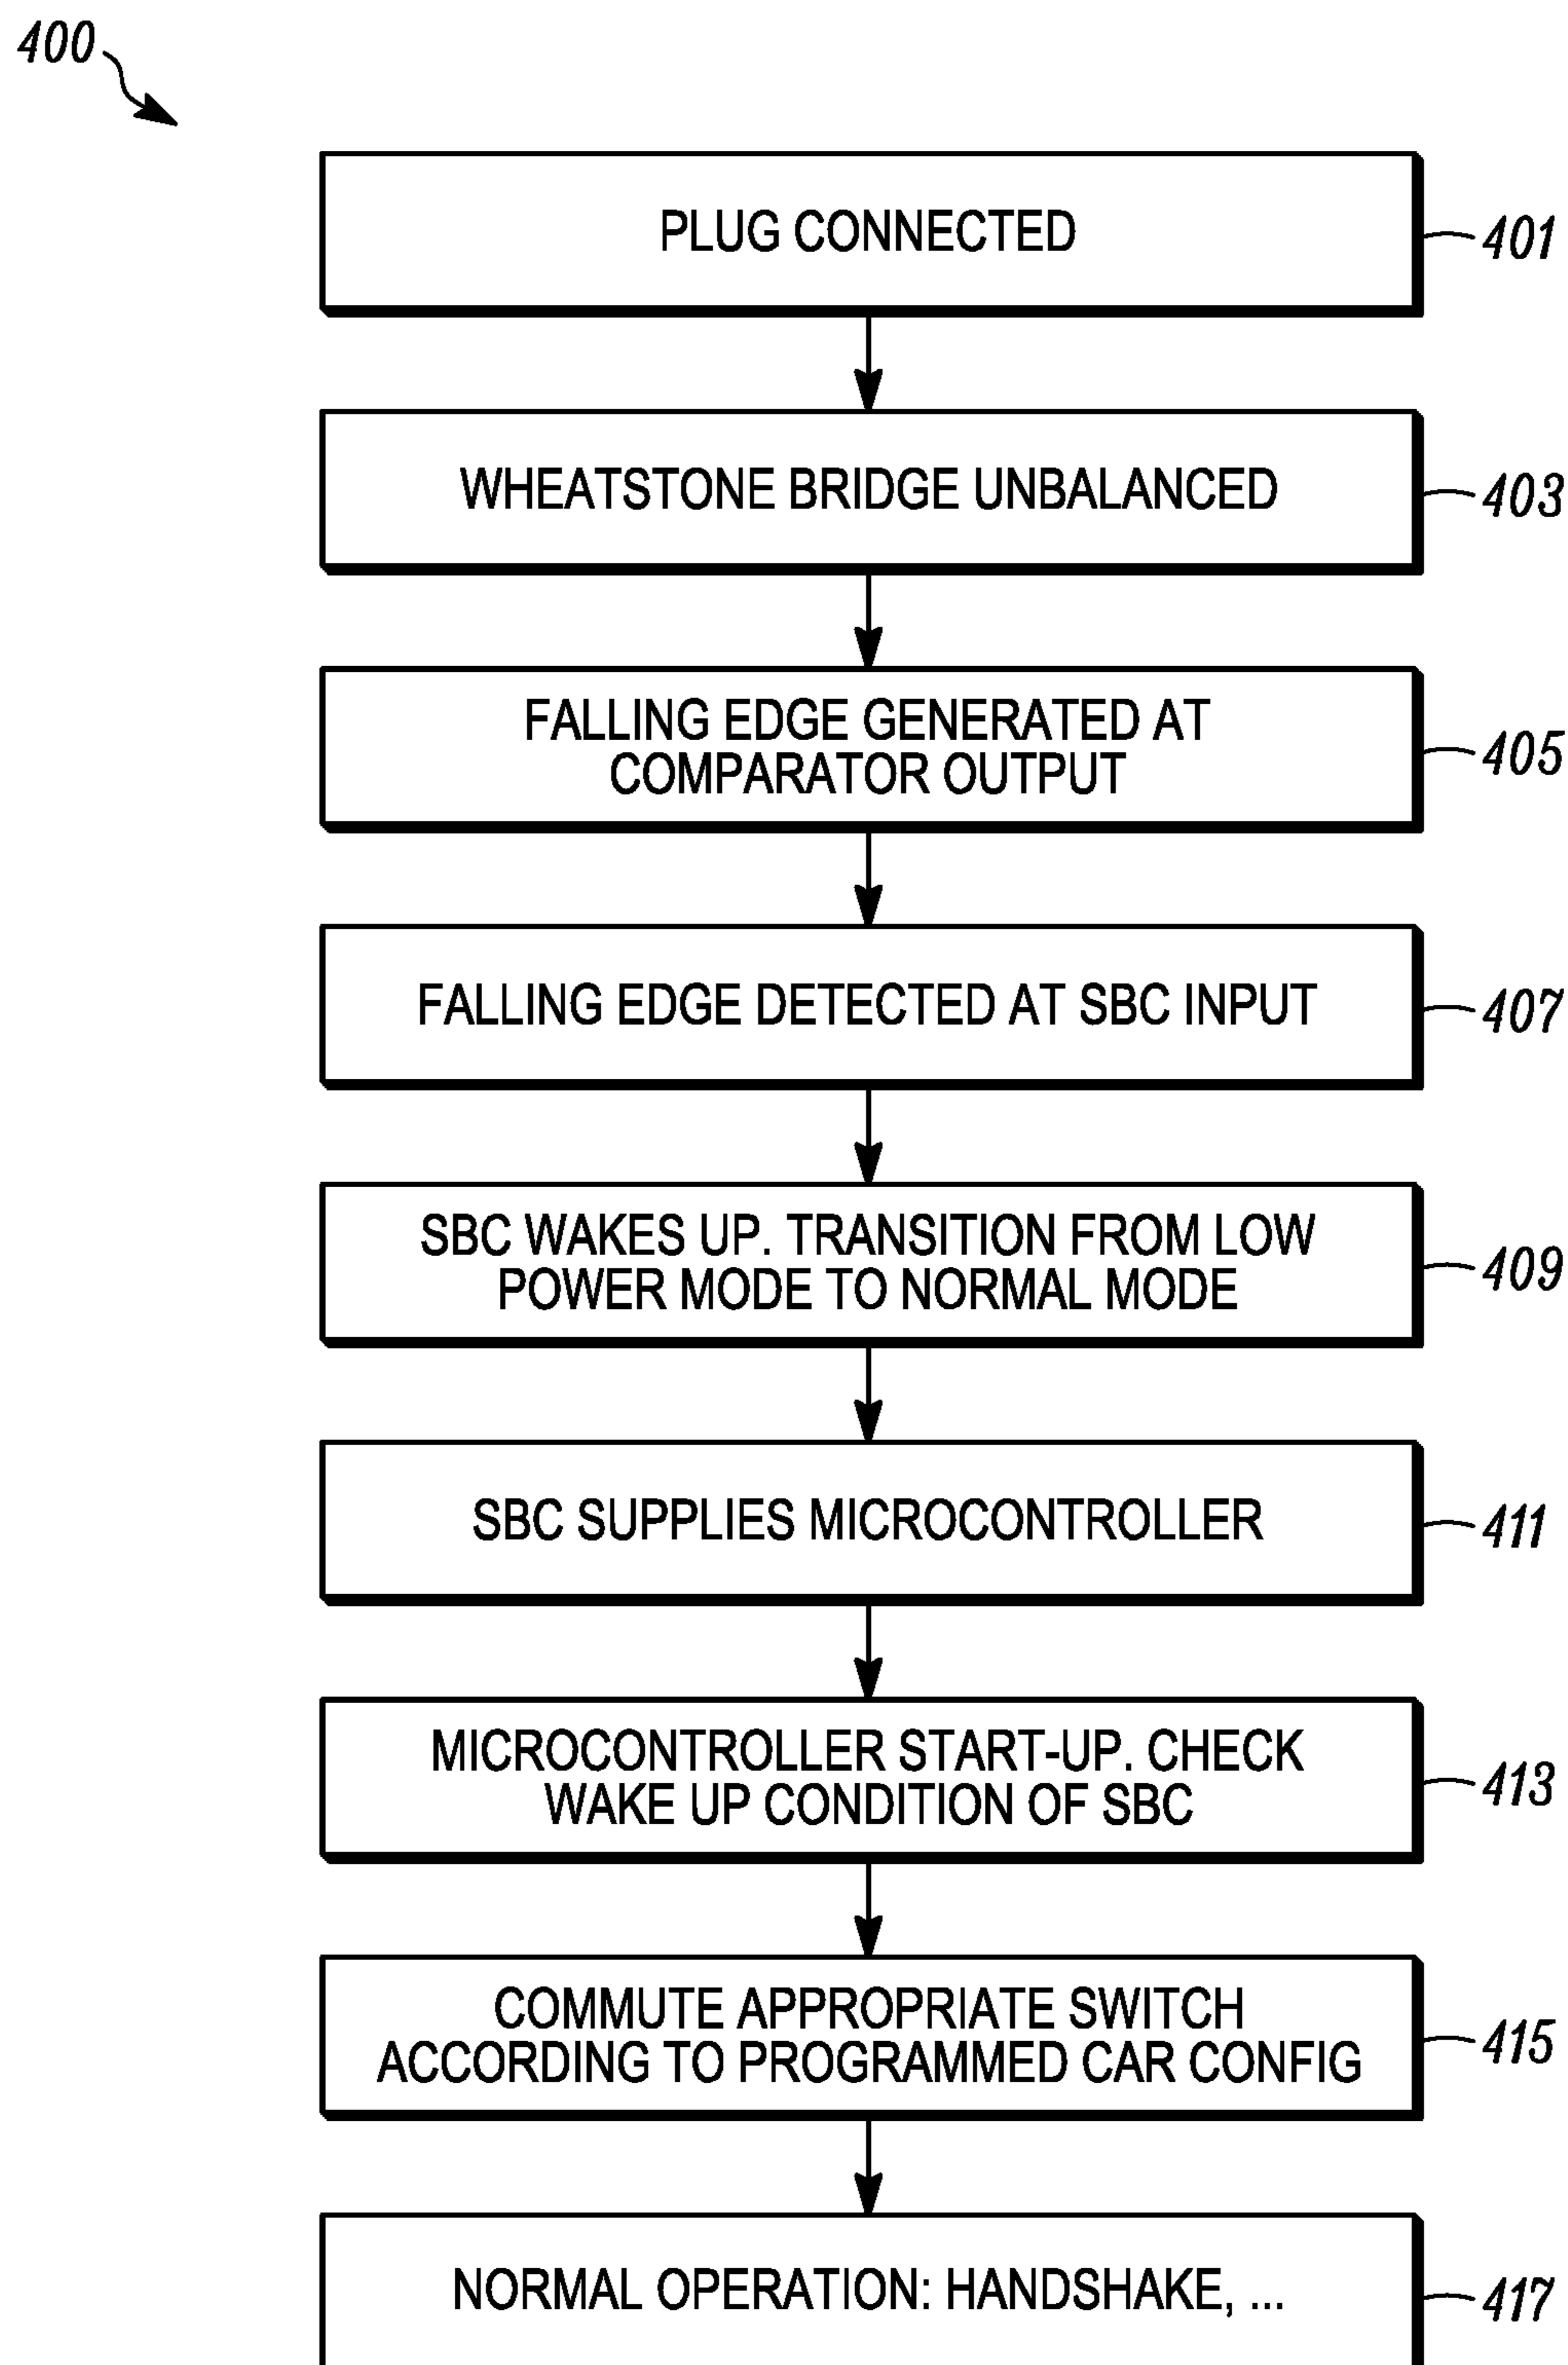 400
PLUG CONNECTED
401
WHEATSTONE BRIDGE UNBALANCED
403
FALLING EDGE GENERATED AT
COMPARATOR OUTPUT
405
FALLING EDGE DETECTED AT SBC INPUT
407
SBC WAKES UP. TRANSITION FROM LOW
POWER MODE TO NORMAL MODE
409
SBC SUPPLIES MICROCONTROLLER
411
MICROCONTROLLER START-UP. CHECK
WAKE UP CONDITION OF SBC
413
COMMUTE APPROPRIATE SWITCH
ACCORDING TO PROGRAMMED CAR CONFIG
415
NORMAL OPERATION: HANDSHAKE, ...
417